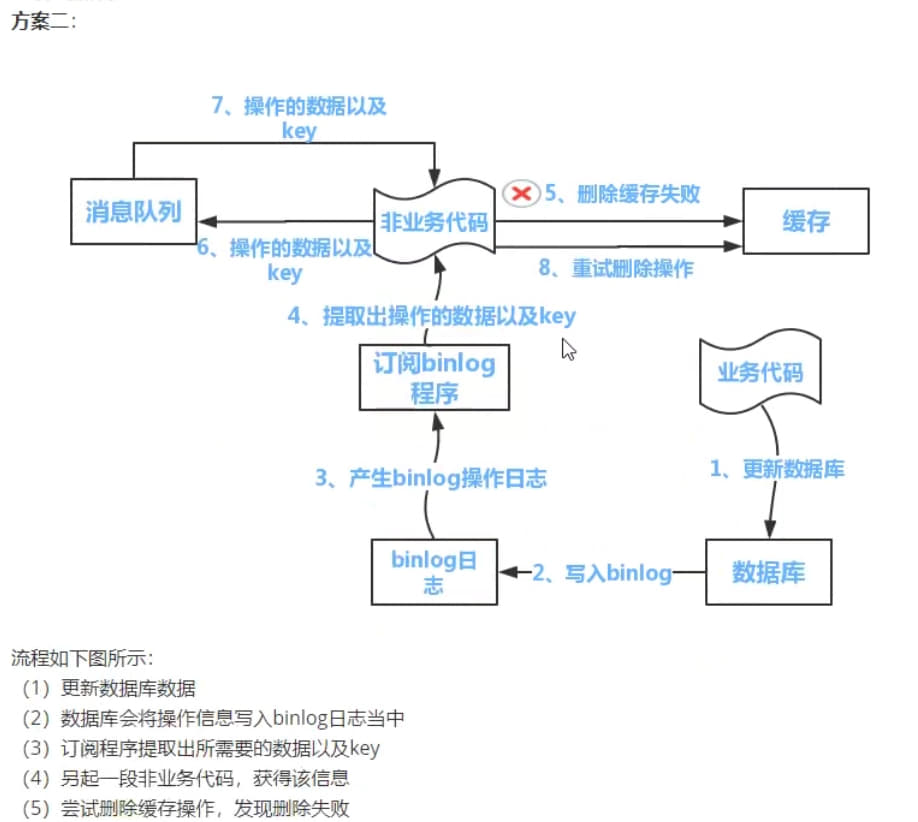 方案二：
7、操作的数据以及
key
消息队列
非业务代码
5、删除缓存失败
缓存
6、操作的数据以及
key
8、重试删除操作
4、提取出操作的数据以及key
订阅binlog
程序
业务代码
1、更新数据库
3、产生binlog操作日志
binlog日
志
2、写入binlog
数据库
流程如下图所示：
（1）更新数据库数据
（2）数据库会将操作信息写入binlog日志当中
（3）订阅程序提取出所需要的数据以及key
（4）另起一段非业务代码，获得该信息
（5）尝试删除缓存操作，发现删除失败